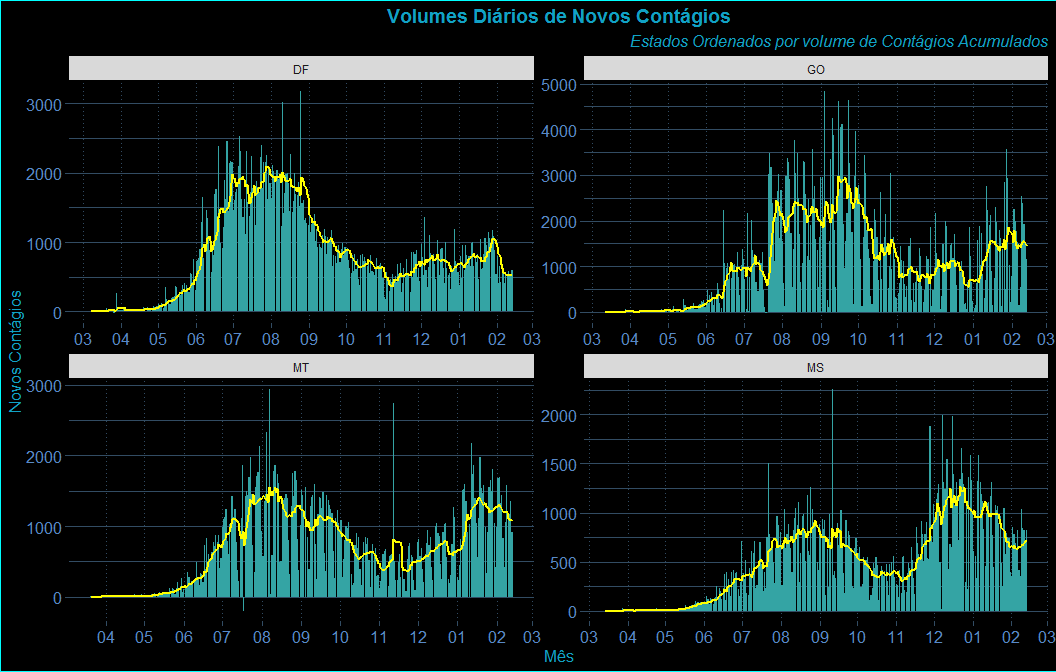 Volumes Diários de Novos Contágios
Estados Ordenados por volume de Contágios Acumulados
DF
GO
3000
2000
1000
0
5000
4000
3000
2000
1000
0
03 04 05 06 07 08 09 10 11 12 01 02 03
03 04 05 06 07 08 09 10 11 12 01 02 03
Novos Contágios
MT
MS
3000
2000
1000
0
2000
1500
1000
500
0
04 05 06 07 08 09 10 11 12 01 02 03
03 04 05 06 07 08 09 10 11 12 01 02 03
Mês